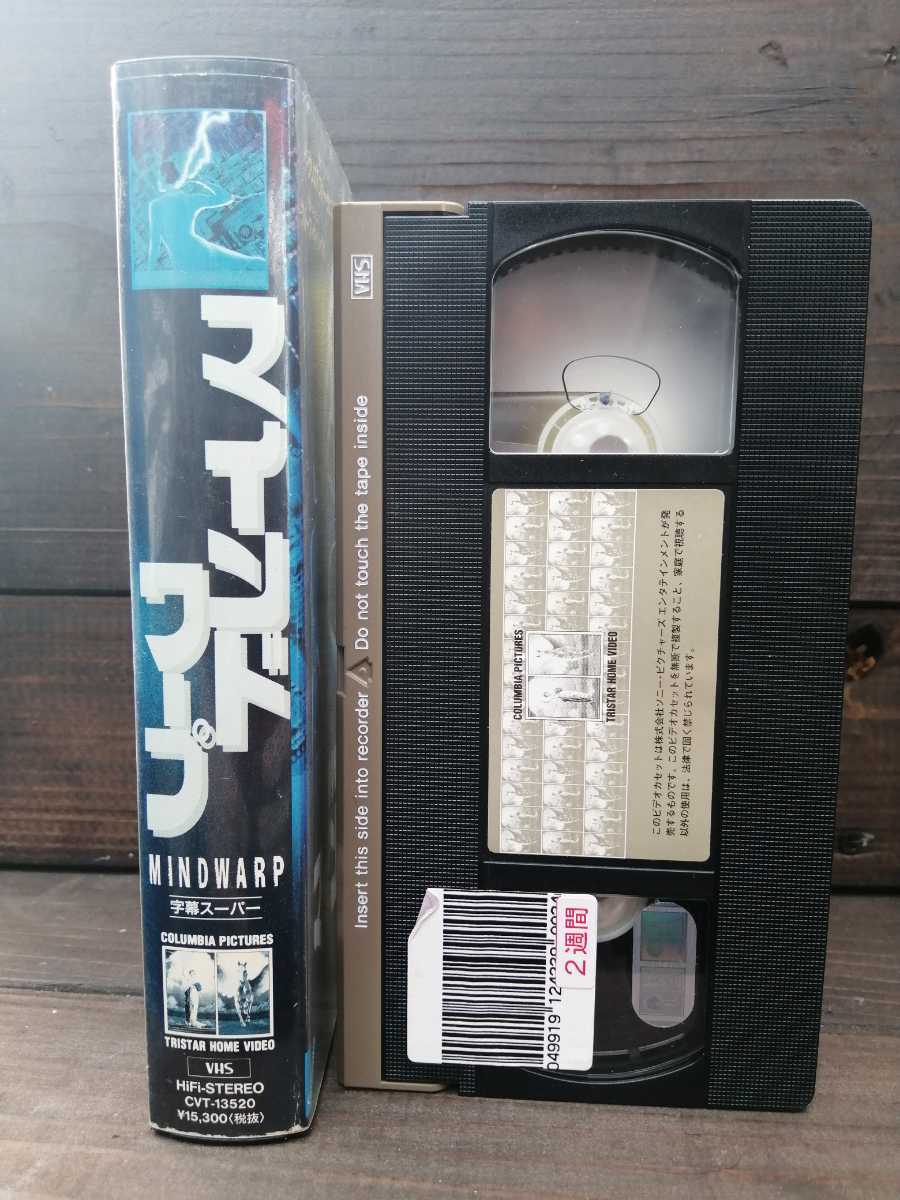 マインド
ワープ
MINDWARP
字幕スーパー
COLUMBIA PICTURES
TRISTAR HOME VIDEO
VHS
HiFi-STEREO
CVT-13520
¥15,300〈税抜〉
VHS
Insert this side into recorder Do not touch the tape inside
COLUMBIA PICTURES
TRISTAR HOME VIDEO
このビデオカセットは株式会社ソニー・ピクチャーズ エンタテインメントが発
売するものです。このビデオカセットを無断で複製すること、家庭で視聴する
以外の使用は、法律で固く禁じられています。
2週間